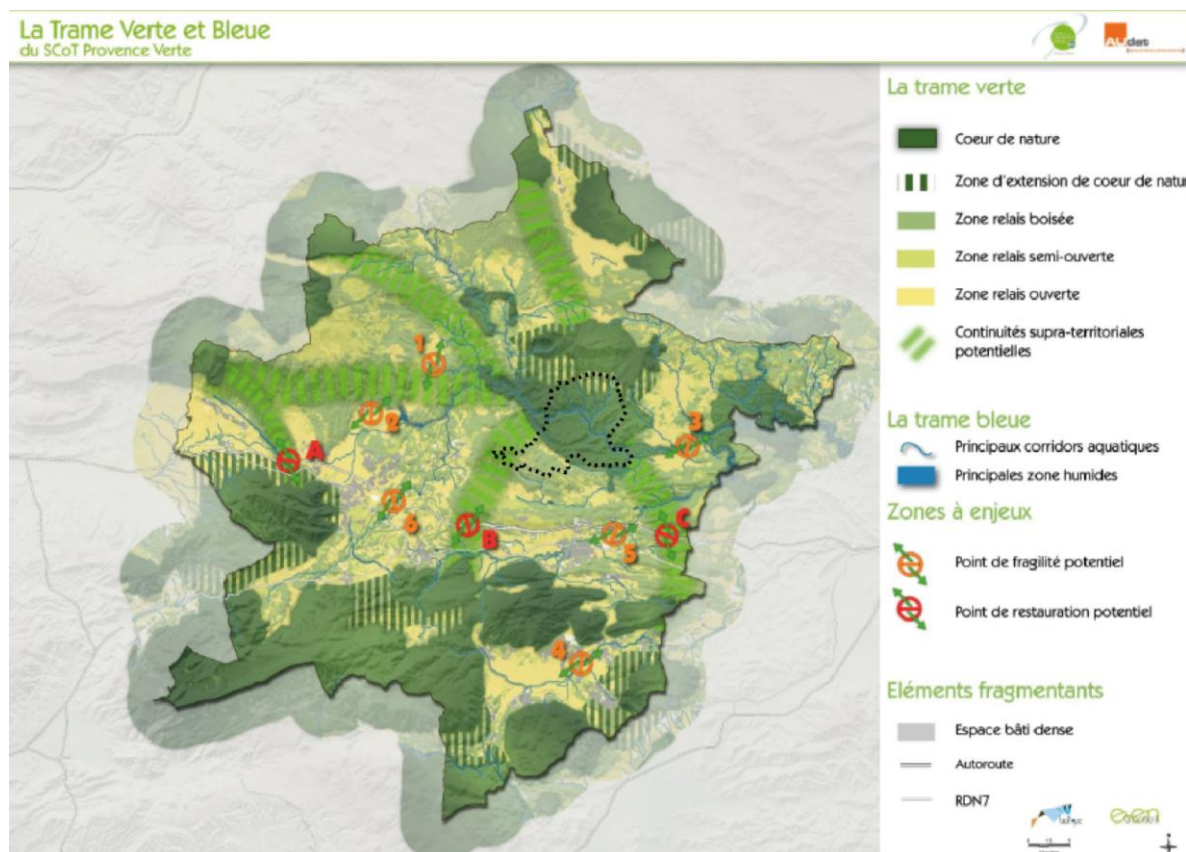 La Trame Verte et Bleue
du SCoT Provence Verte
La trame verte
Coeur de nature
Zone d'extension de coeur de natur
Zone relais boisée
Zone relais semi-ouverte
Zone relais ouverte
Continuités supra-territoriales
potentielles
La trame bleue
Principaux corridors aquatiques
Principales zone humides
Zones à enjeux
Point de fragilité potentiel
Point de restauration potentiel
Eléments fragmentants
Espace bâti dense
Autoroute
RDN7
1
2
3
A
6
B
5
C
4